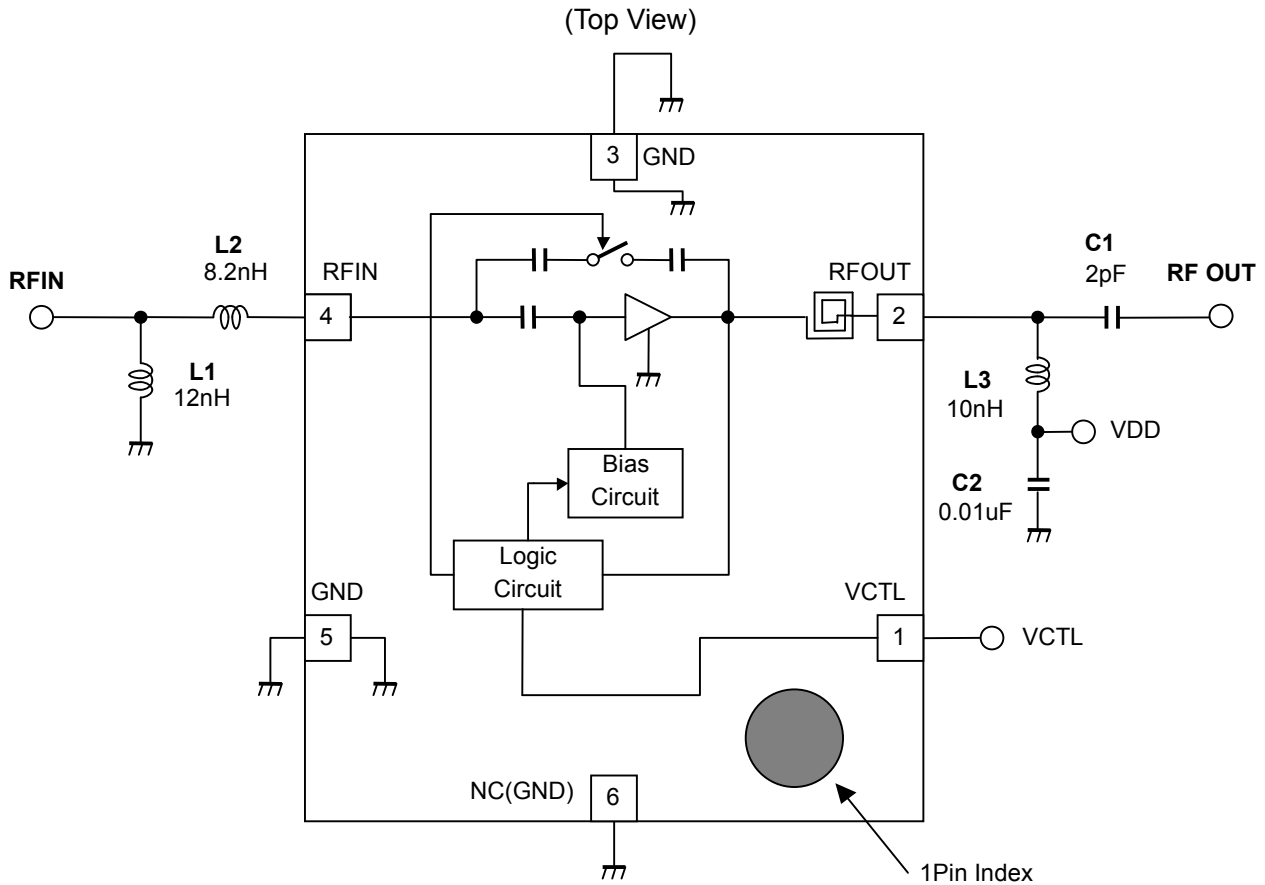 (Top View)
3
GND
L2
8.2nH
RFIN
RFIN
4
L1
12nH
RFOUT
2
C1
2pF
RF OUT
L3
10nH
VDD
C2
0.01uF
Bias
Circuit
Logic
Circuit
GND
5
VCTL
1
VCTL
NC(GND)
6
1Pin Index